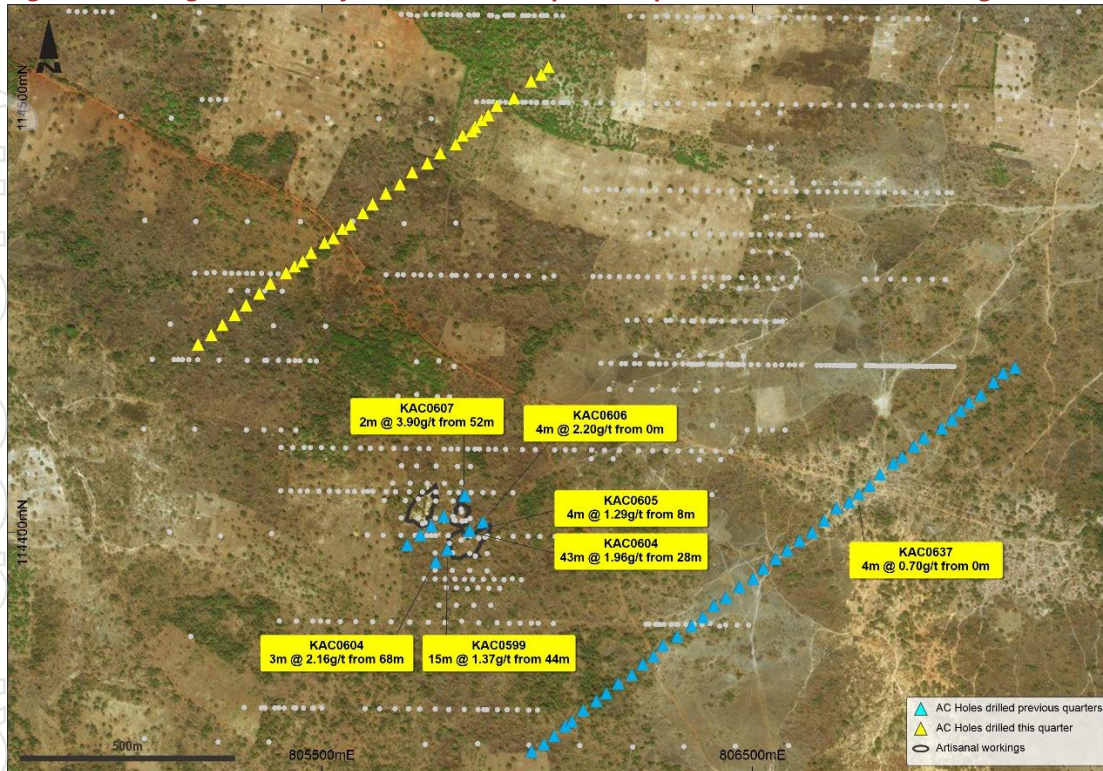 114500mN
KAC0607
2m @ 3.90g/t from 52m
KAC0606
4m @ 2.20g/t from 0m
KAC0605
4m @ 1.29g/t from 8m
114400mN
KAC0604
43m @ 1.96g/t from 28m
KAC0637
4m @ 0.70g/t from 0m
KAC0604
3m @ 2.16g/t from 68m
KAC0599
15m @ 1.37g/t from 44m
AC Holes drilled previous quarters
AC Holes drilled this quarter
Artisanal workings
500m
805500mE
806500mE